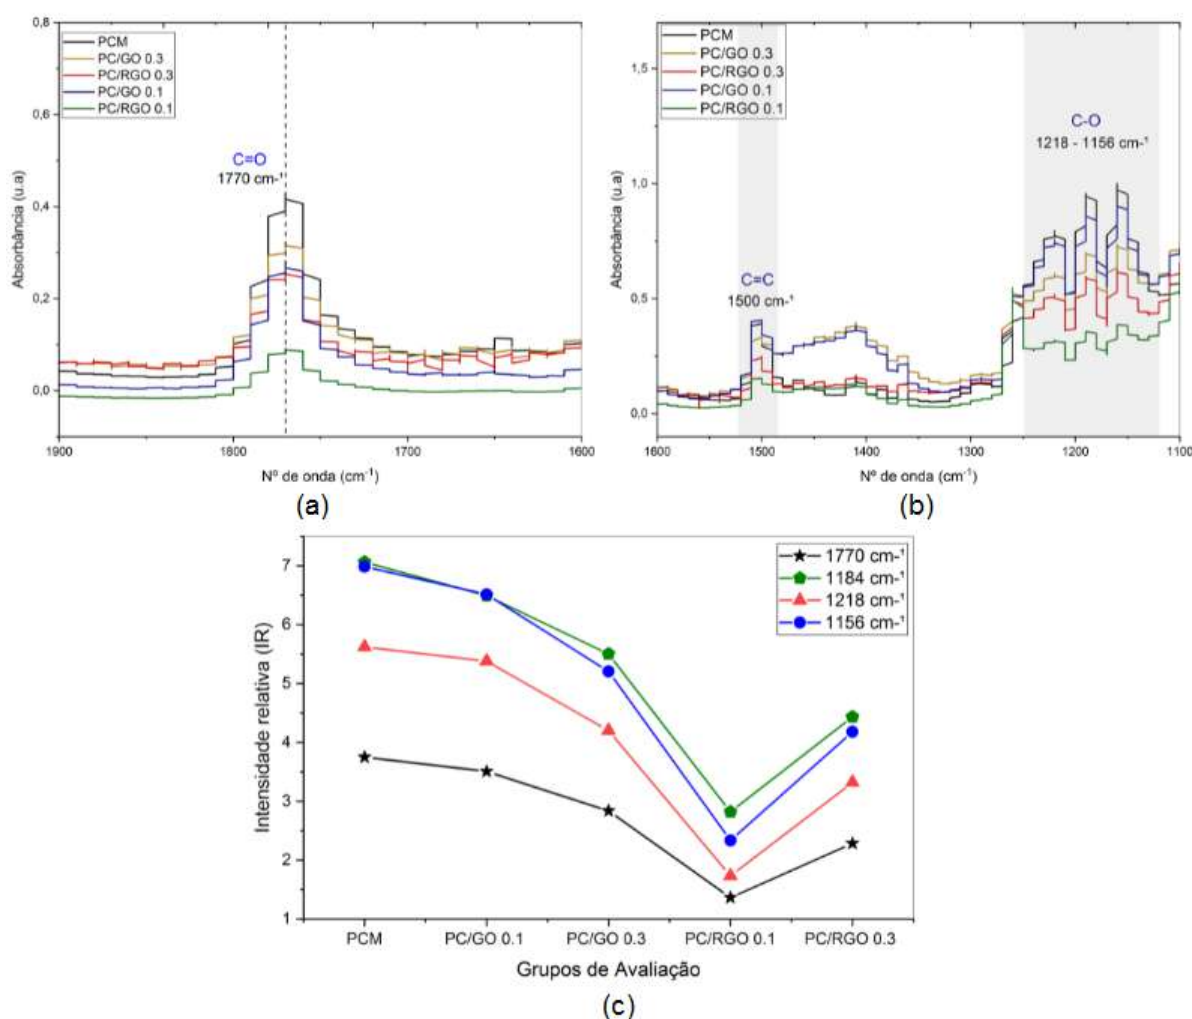 0,8
PCM
PC/GO 0.3
PC/RGO 0.3
PC/GO 0.1
PC/RGO 0.1
0,6
C=O
1770 cm-¹
0,4
0,2
0,0
Absorbância (u.a)
1900 1800 1700 1600
Nº de onda (cm-1)
(a)
PCM
PC/GO 0.3
PC/RGO 0.3
PC/GO 0.1
PC/RGO 0.1
1,5
C-O
1218 - 1156 cm-¹
1,0
C=C
1500 cm-¹
0,5
0,0
Absorbância (u.a)
1600 1500 1400 1300 1200 1100
Nº de onda (cm-1)
(b)
1770 cm-¹
1184 cm-¹
1218 cm-¹
1156 cm-¹
7
6
5
4
3
2
1
Intensidade relativa (IR)
PCM PC/GO 0.1 PC/GO 0.3 PC/RGO 0.1 PC/RGO 0.3
Grupos de Avaliação
(c)